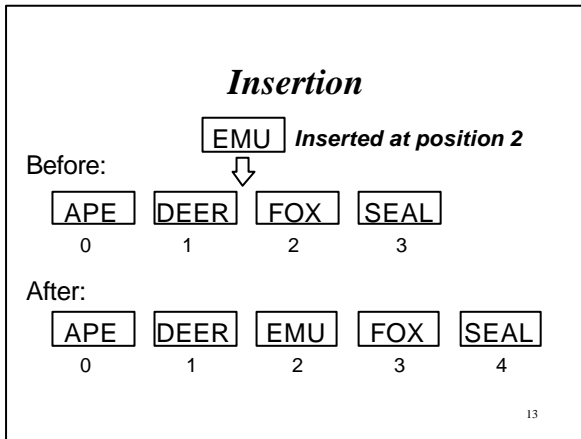 Insertion
EMU Inserted at position 2
Before:
APE DEER FOX SEAL
0 1 2 3
After:
APE DEER EMU FOX SEAL
0 1 2 3 4
13